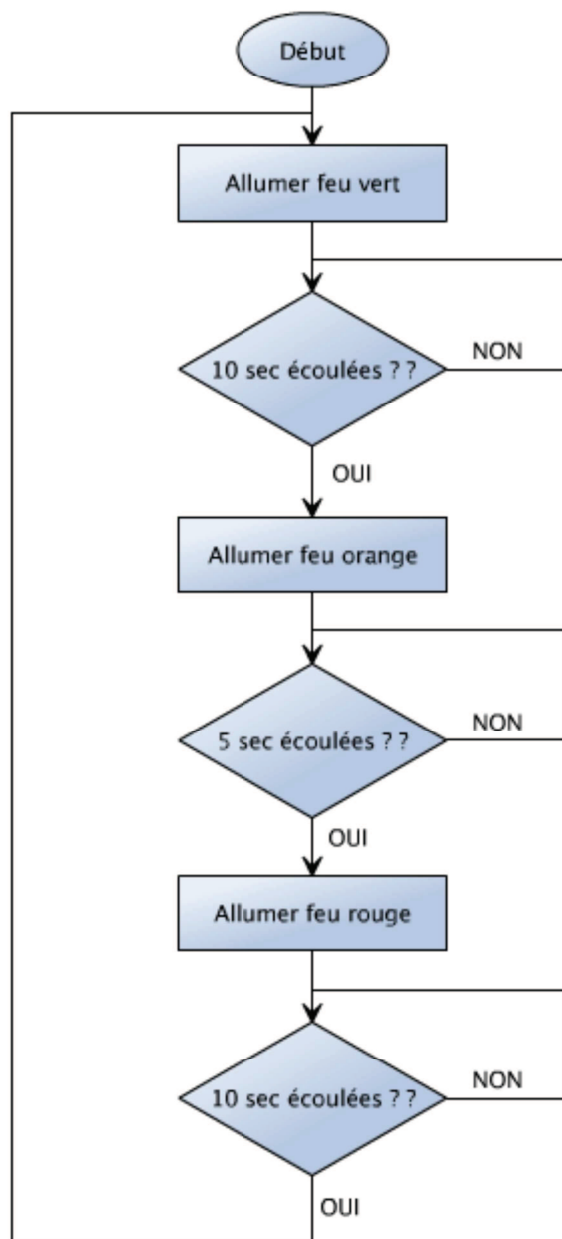 Début
Allumer feu vert
10 sec écoulées ? ?
NON
OUI
Allumer feu orange
5 sec écoulées ? ?
NON
OUI
Allumer feu rouge
10 sec écoulées ? ?
NON
OUI